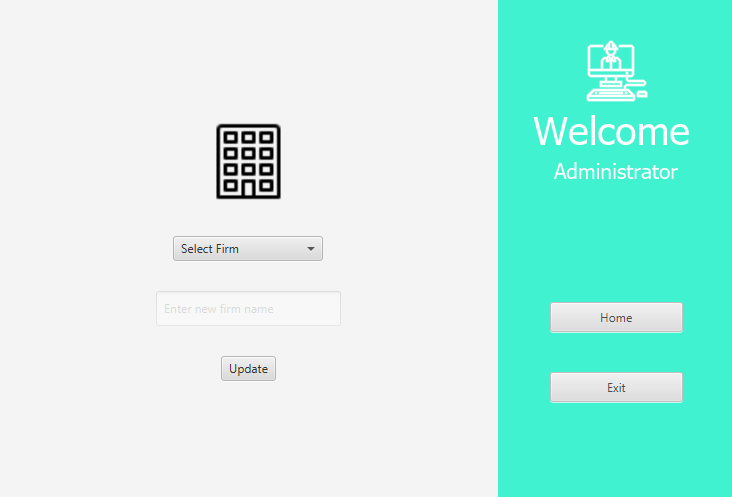 Select Firm
Enter new firm name
Update
Welcome
Administrator
Home
Exit